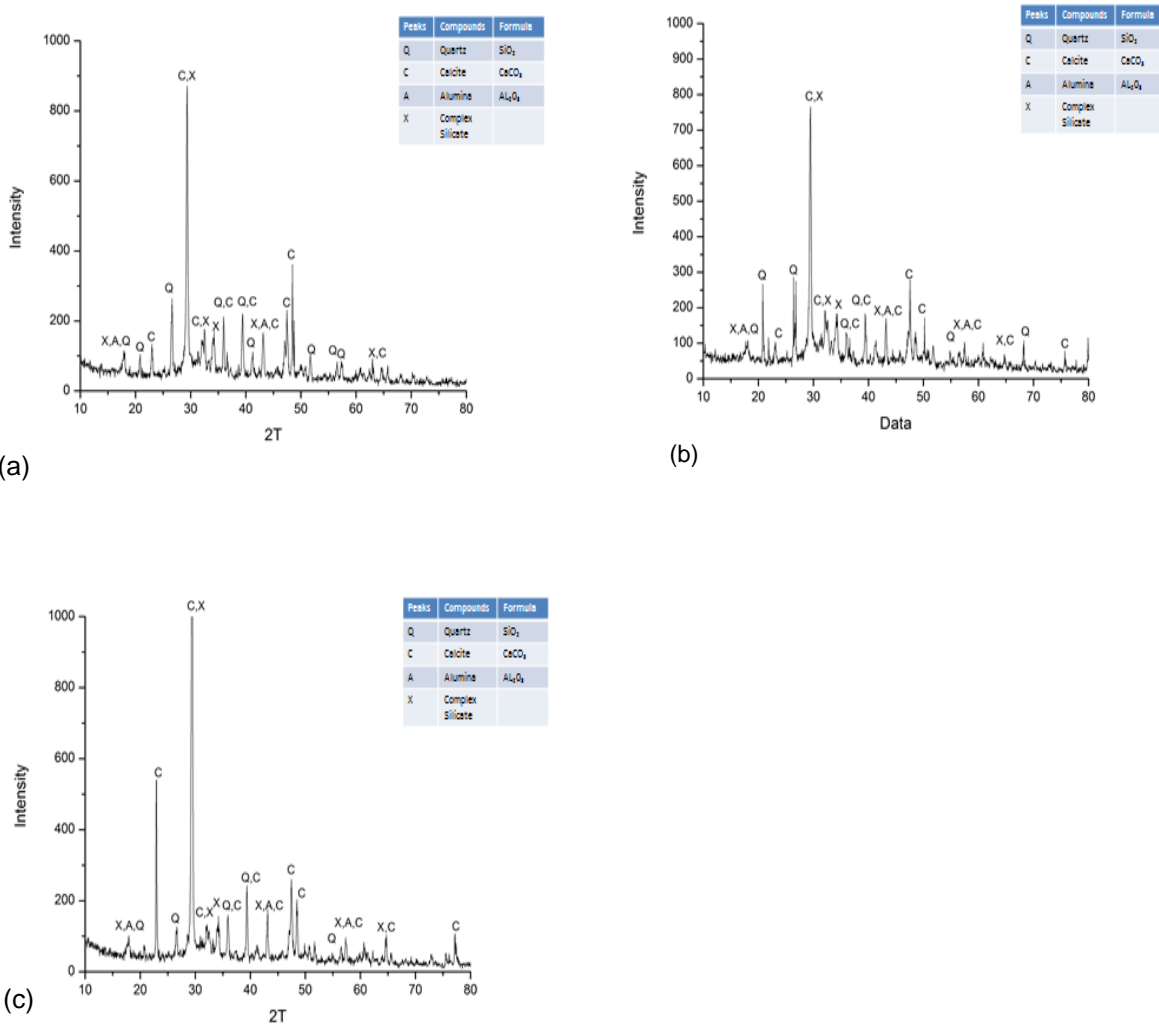 Peaks Compounds Formula
Q Quartz SiO₂
C Calcite CaCO₃
A Alumina AL₂O₃
X Complex
Silicate
1000
800
600
400
200
0
Intensity
C,X
Q
C
X,A,Q
Q
C
C,X
X
Q,C
Q,C
Q
X,A,C
C
Q
Q
Q
X,C
10 20 30 40 50 60 70 80
2T
(a)
Peaks Compounds Formula
Q Quartz SiO₂
C Calcite CaCO₃
A Alumina AL₂O₃
X Complex
Silicate
1000
900
800
700
600
500
400
300
200
100
0
Intensity
C,X
Q
Q
C
X,A,Q
C
C,X
X
Q,C
Q,C
X,A,C
C
Q
X,A,C
X,C
Q
C
10 20 30 40 50 60 70 80
Data
(b)
Peaks Compounds Formula
Q Quartz SiO₂
C Calcite CaCO₃
A Alumina AL₂O₃
X Complex
Silicate
1000
800
600
400
200
0
Intensity
C,X
C
X,A,Q
Q
C,X
X
Q,C
Q,C
X,A,C
C
C
Q
X,A,C
X,C
C
10 20 30 40 50 60 70 80
2T
(c)